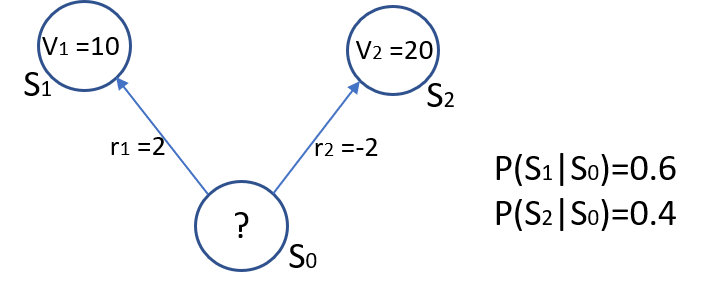 V1 =10
V2 =20
S1
S2
r1 =2
r2 =-2
P(S1|S0)=0.6
P(S2|S0)=0.4
?
S0